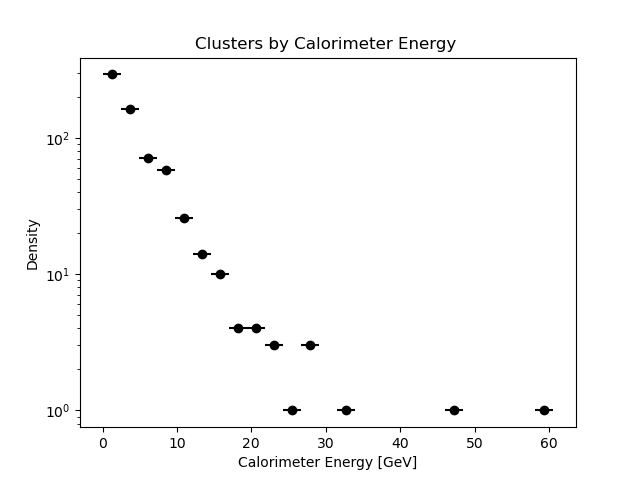 Clusters by Calorimeter Energy
Density
10²
10¹
10⁰
0 10 20 30 40 50 60
Calorimeter Energy [GeV]